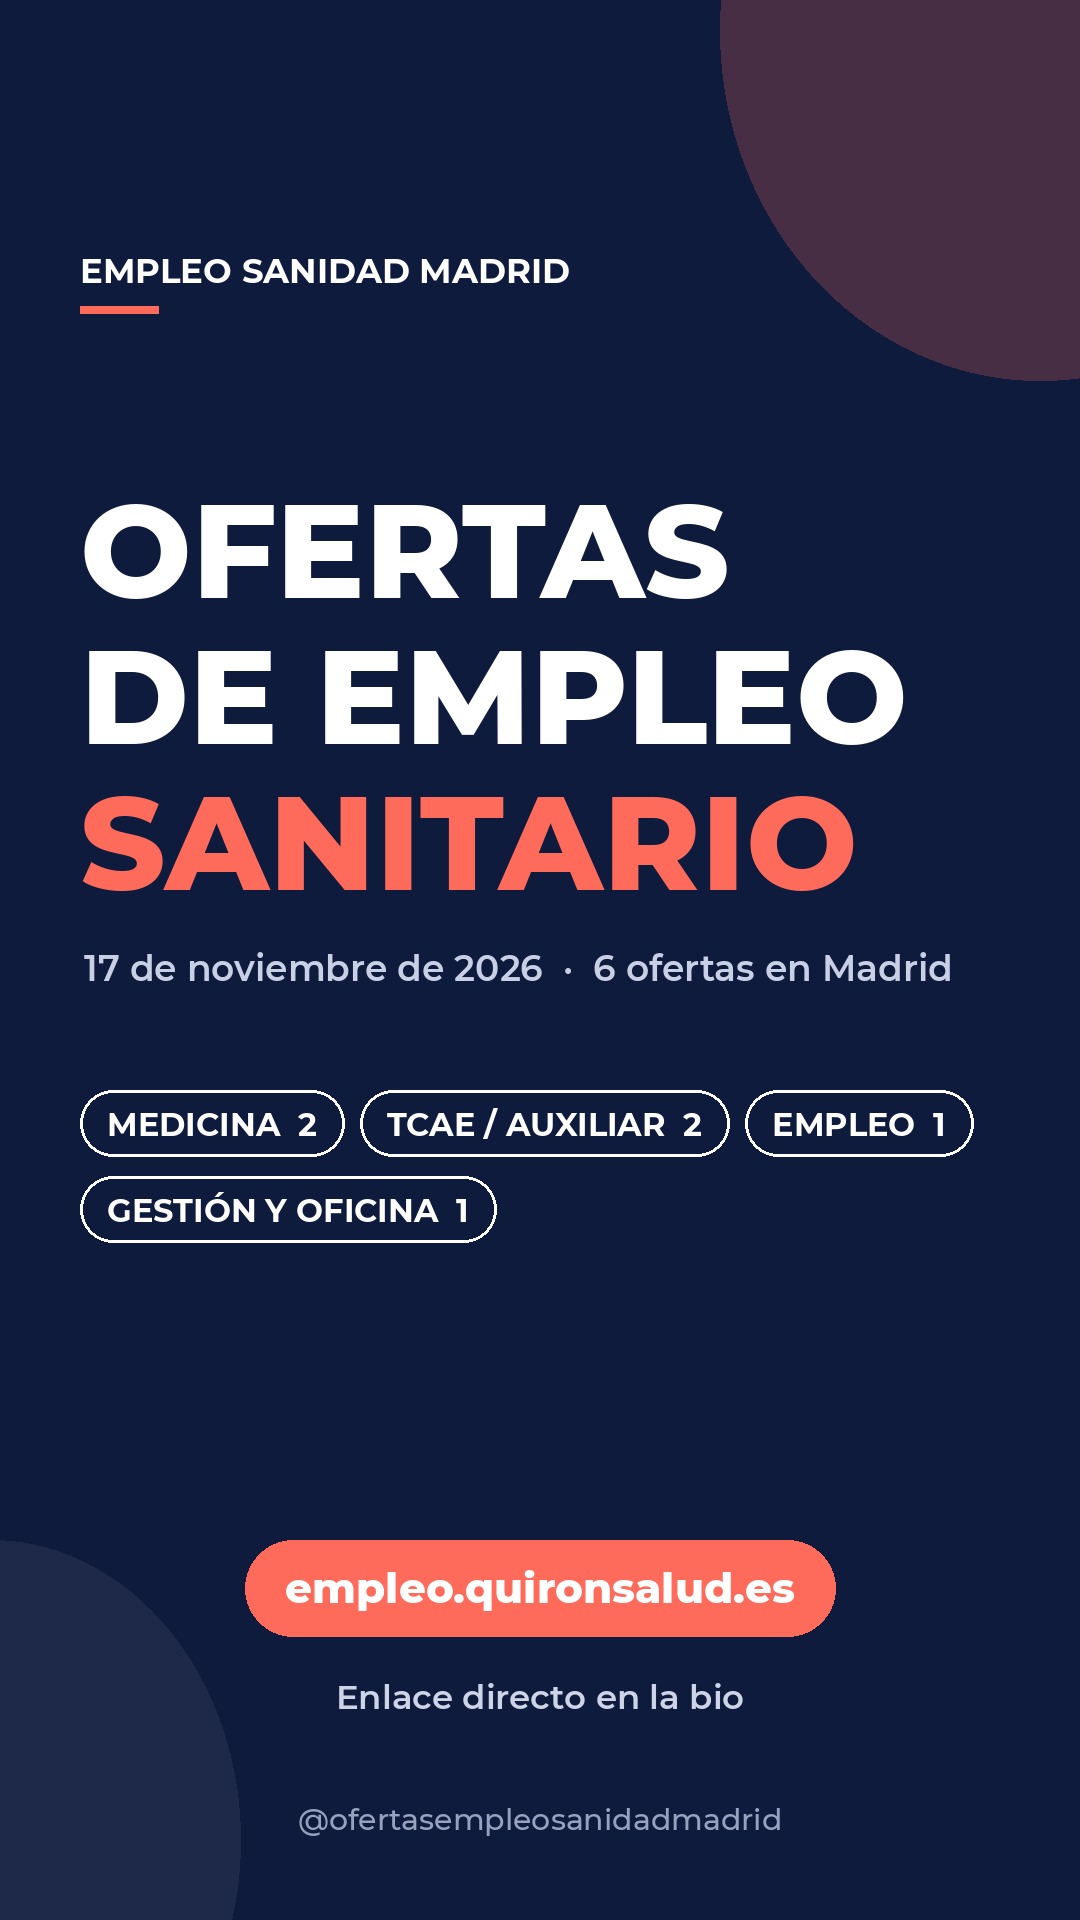 EMPLEO SANIDAD MADRID
OFERTAS
DE EMPLEO
SANITARIO
17 de noviembre de 2026 · 6 ofertas en Madrid
MEDICINA 2 TCAE / AUXILIAR 2 EMPLEO 1
GESTIÓN Y OFICINA 1
empleo.quironsalud.es
Enlace directo en la bio
@ofertasempleosanidadmadrid